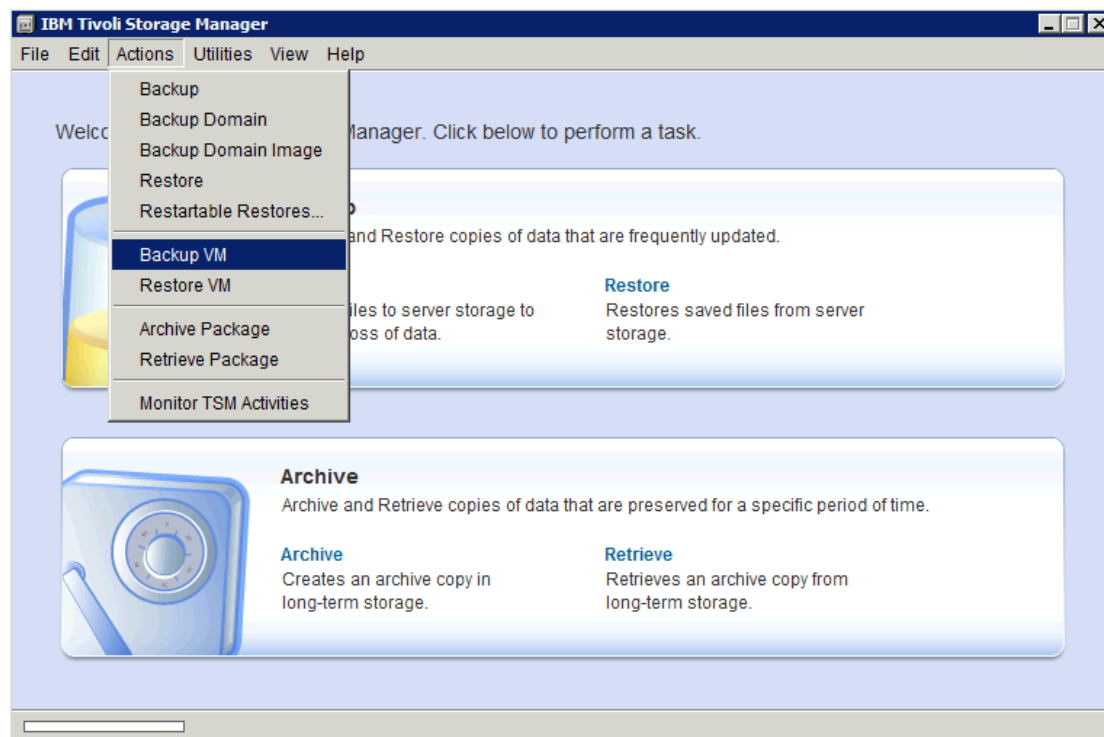 IBM Tivoli Storage Manager
File Edit Actions Utilities View Help
Backup
Backup Domain
Backup Domain Image
Restore
Restartable Restores...
Backup VM
Restore VM
Archive Package
Retrieve Package
Monitor TSM Activities
Manager. Click below to perform a task.
and Restore copies of data that are frequently updated.
files to server storage to
loss of data.
Restore
Restores saved files from server
storage.
Archive
Archive and Retrieve copies of data that are preserved for a specific period of time.
Archive
Creates an archive copy in
long-term storage.
Retrieve
Retrieves an archive copy from
long-term storage.